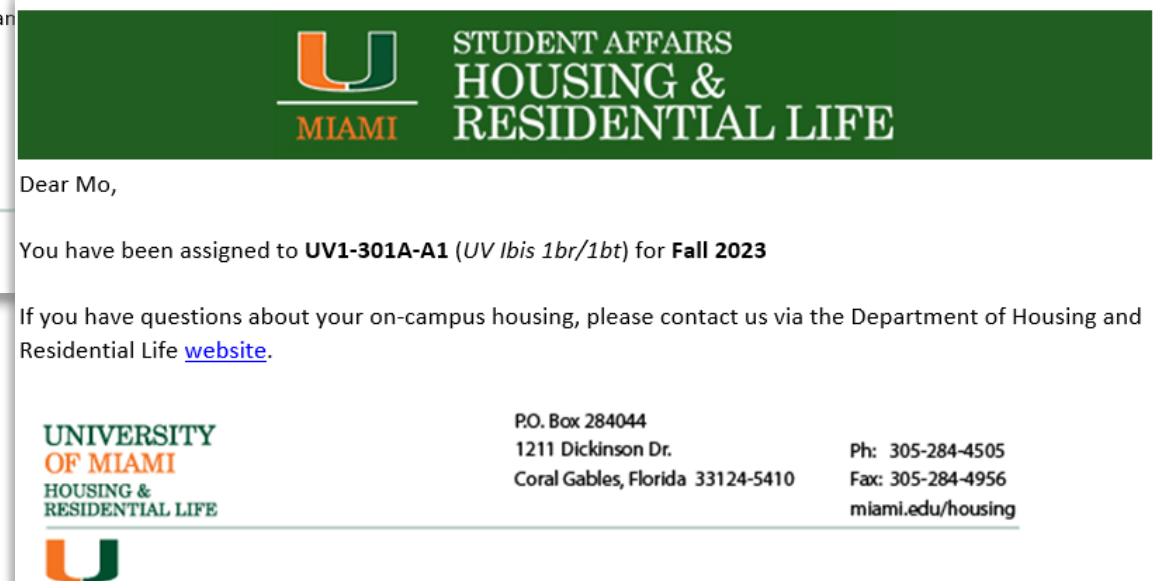 STUDENT AFFAIRS
HOUSING &
RESIDENTIAL LIFE
MIAMI
Dear Mo,
You have been assigned to UV1-301A-A1 (UV Ibis 1br/1bt) for Fall 2023
If you have questions about your on-campus housing, please contact us via the Department of Housing and
Residential Life website.
UNIVERSITY
OF MIAMI
HOUSING &
RESIDENTIAL LIFE
P.O. Box 284044
1211 Dickinson Dr.
Coral Gables, Florida 33124-5410
Ph: 305-284-4505
Fax: 305-284-4956
miami.edu/housing